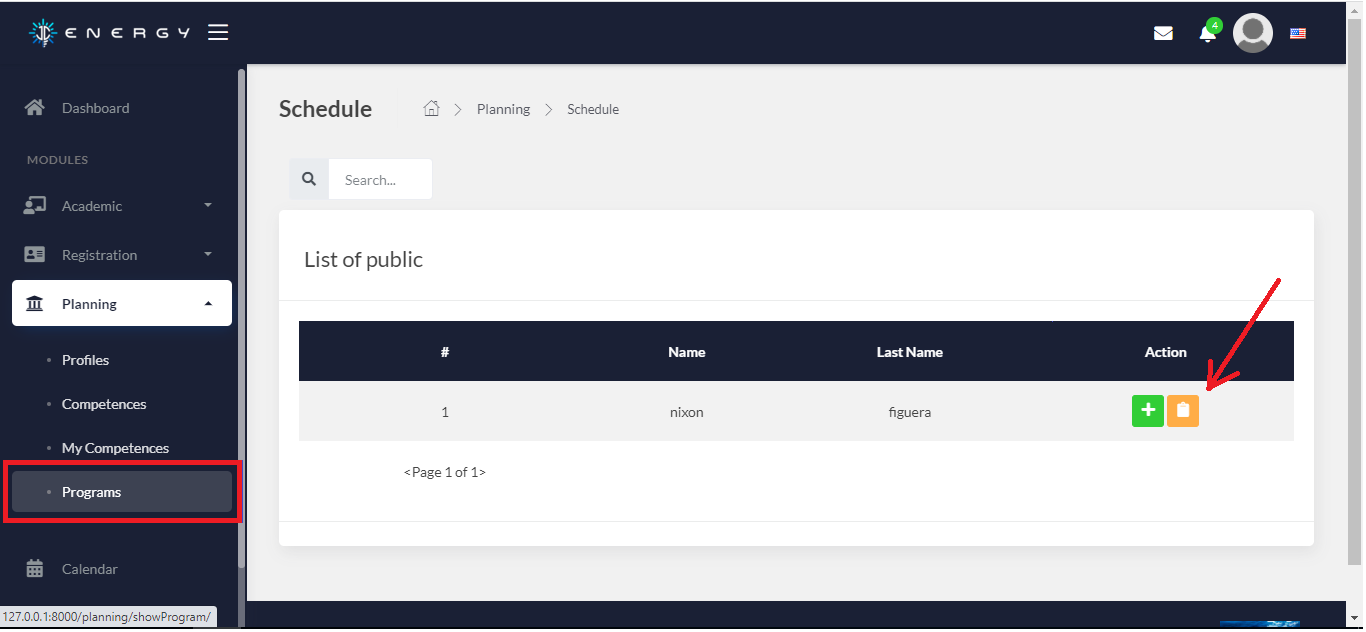 ENERGY
4
Dashboard
MODULES
Academic
Registration
Planning
Profiles
Competences
My Competences
Programs
Calendar
127.0.0.1:8000/planning/showProgram/
Schedule
Planning
Schedule
Search...
List of public
# Name Last Name Action
1 nixon figuera
<Page 1 of 1>